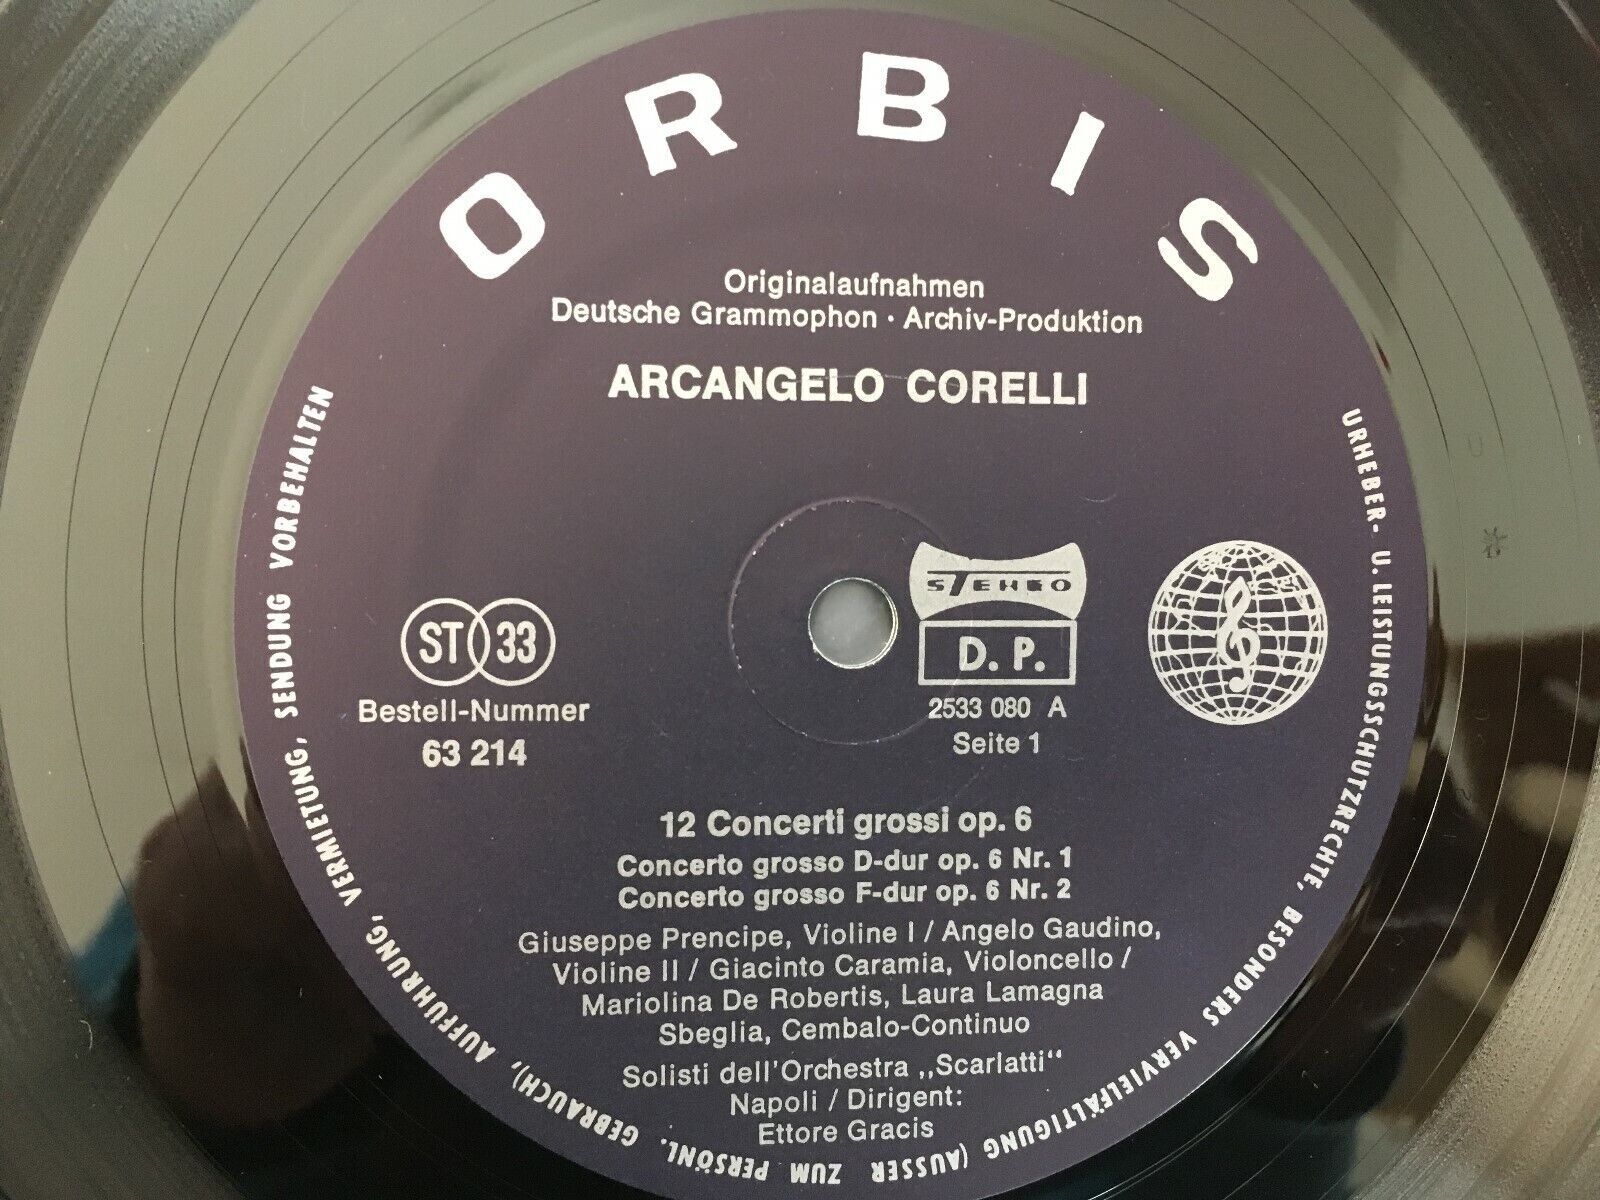 ORBIS
Originalaufnahmen
Deutsche Grammophon · Archiv-Produktion
ARCANGELO CORELLI
STEREO
D. P.
2533 080 A
Seite 1
ST 33
Bestell-Nummer
63 214
12 Concerti grossi op. 6
Concerto grosso D-dur op. 6 Nr. 1
Concerto grosso F-dur op. 6 Nr. 2
Giuseppe Prencipe, Violine I / Angelo Gaudino,
Violine II / Giacinto Caramia, Violoncello /
Mariolina De Robertis, Laura Lamagna
Sbeglia, Cembalo-Continuo
Solisti dell'Orchestra „Scarlatti“
Napoli / Dirigent:
Ettore Gracis
URHEBER- U. LEISTUNGSSCHUTZRECHTE, BESONDERS VERVIELFÄLTIGUNG (AUSSER ZUM PERSÖNL. GEBRAUCH), AUFFÜHRUNG, VERMIETUNG, SENDUNG VORBEHALTEN